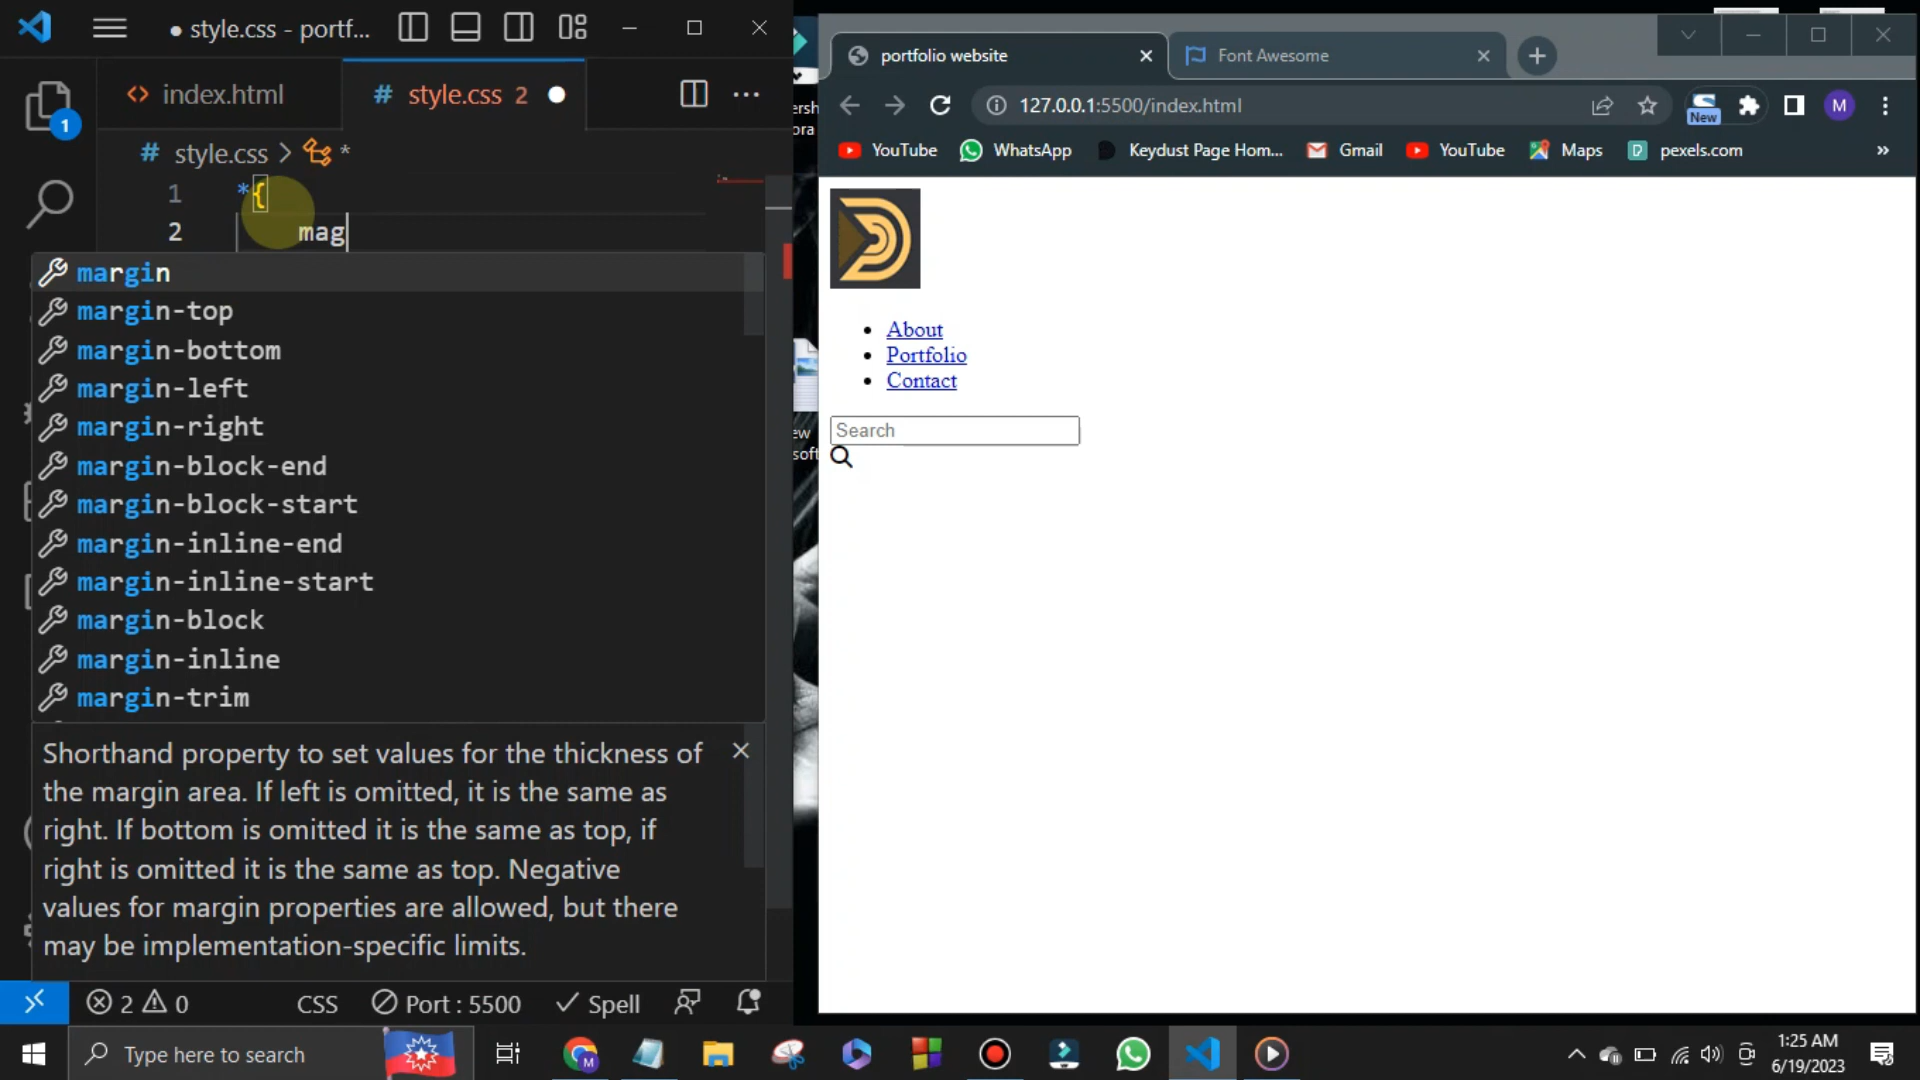 style.css - portf...
index.html
# style.css 2
# style.css > *
1 *{
2 mag
margin
margin-top
margin-bottom
margin-left
margin-right
margin-block-end
margin-block-start
margin-inline-end
margin-inline-start
margin-block
margin-inline
margin-trim
Shorthand property to set values for the thickness of
the margin area. If left is omitted, it is the same as
right. If bottom is omitted it is the same as top, if
right is omitted it is the same as top. Negative
values for margin properties are allowed, but there
may be implementation-specific limits.
1
2 0 CSS Port : 5500 Spell
portfolio website
Font Awesome
127.0.0.1:5500/index.html
New
M
YouTube WhatsApp Keydust Page Hom... Gmail YouTube Maps pexels.com »
About
Portfolio
Contact
Search
Type here to search
1:25 AM
6/19/2023